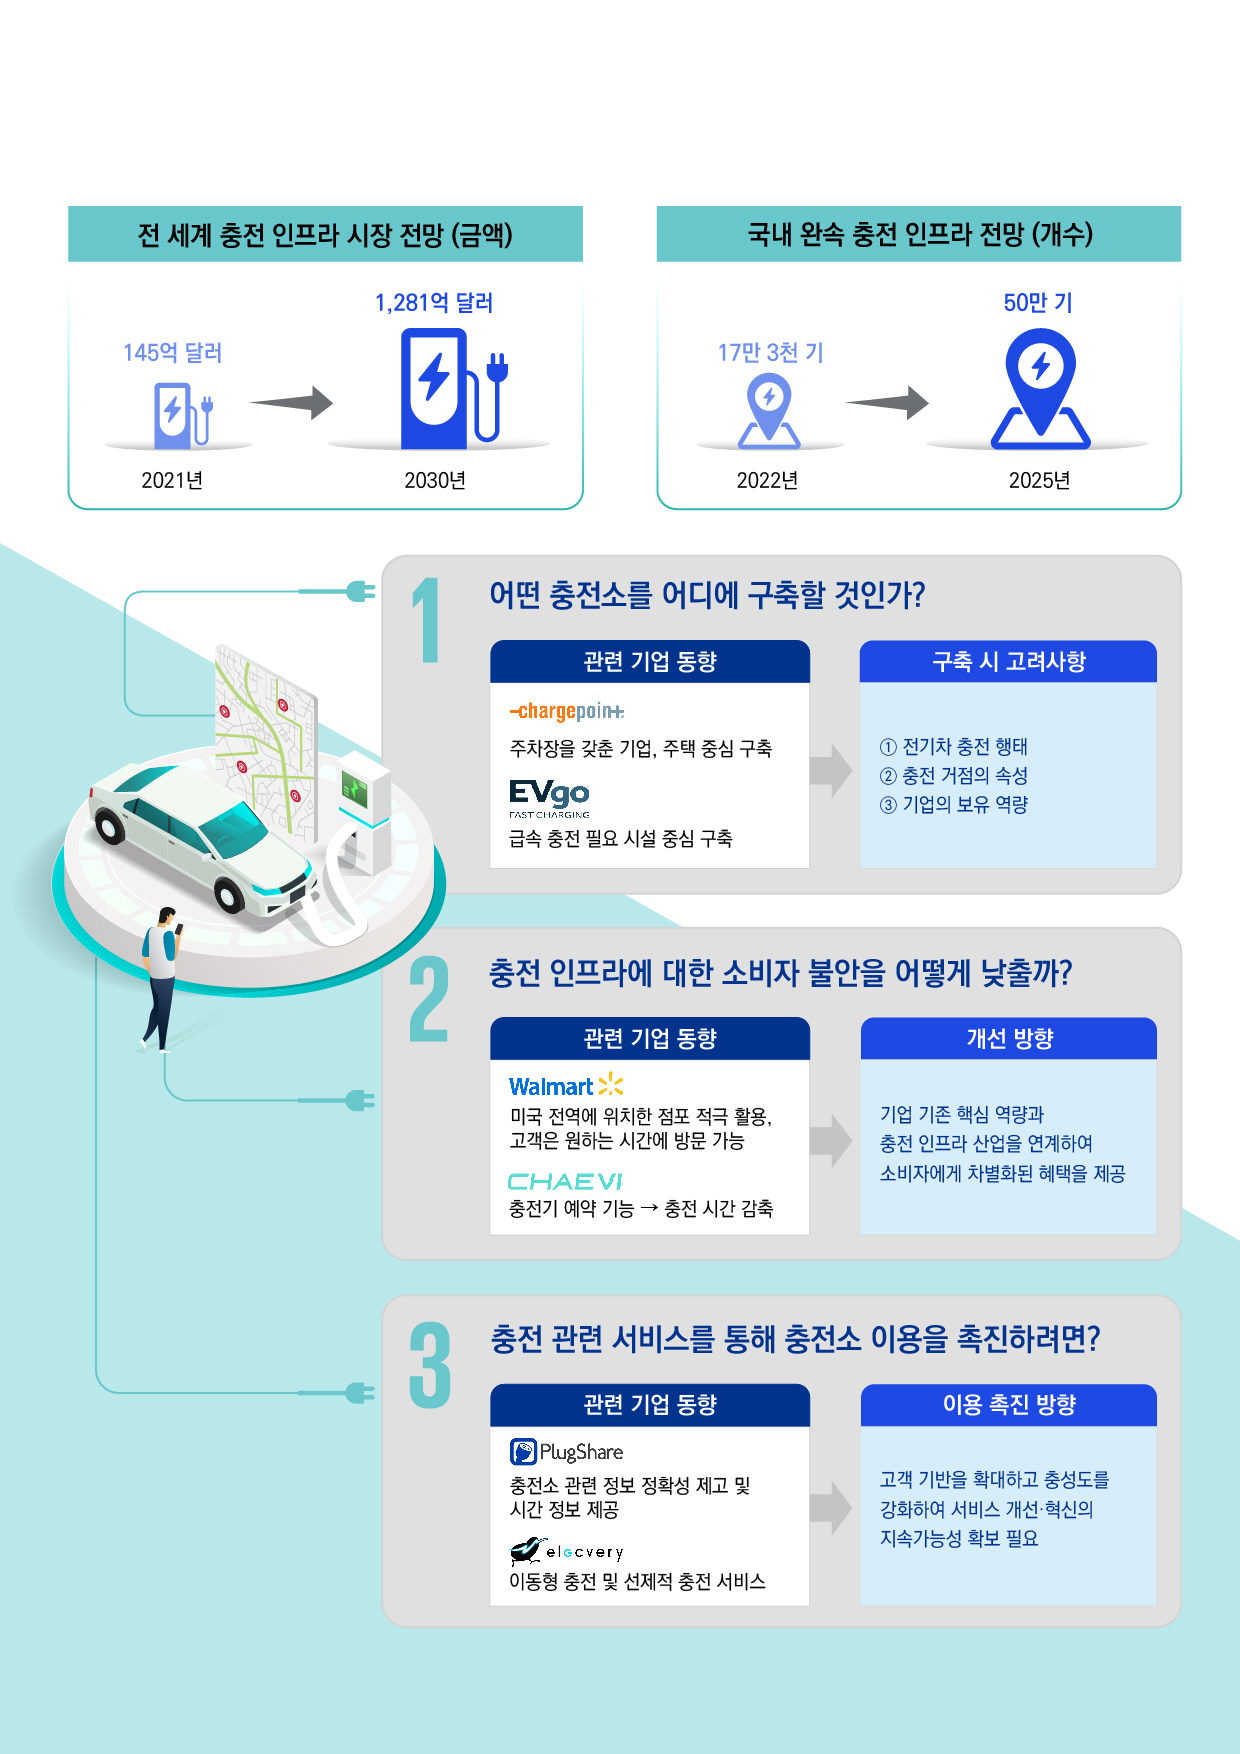 전 세계 충전 인프라 시장 전망 (금액)
145억 달러
1,281억 달러
2021년
2030년
국내 완속 충전 인프라 전망 (개수)
17만 3천 기
50만 기
2022년
2025년
1
어떤 충전소를 어디에 구축할 것인가?
관련 기업 동향
chargepoin+
주차장을 갖춘 기업, 주택 중심 구축
EVgo
FAST CHARGING
급속 충전 필요 시설 중심 구축
구축 시 고려사항
① 전기차 충전 행태
② 충전 거점의 속성
③ 기업의 보유 역량
2
충전 인프라에 대한 소비자 불안을 어떻게 낮출까?
관련 기업 동향
Walmart
미국 전역에 위치한 점포 적극 활용,
고객은 원하는 시간에 방문 가능
CHAEVI
충전기 예약 기능 → 충전 시간 감축
개선 방향
기업 기존 핵심 역량과
충전 인프라 산업을 연계하여
소비자에게 차별화된 혜택을 제공
3
충전 관련 서비스를 통해 충전소 이용을 촉진하려면?
관련 기업 동향
PlugShare
충전소 관련 정보 정확성 제고 및
시간 정보 제공
elecvery
이동형 충전 및 선제적 충전 서비스
이용 촉진 방향
고객 기반을 확대하고 충성도를
강화하여 서비스 개선·혁신의
지속가능성 확보 필요